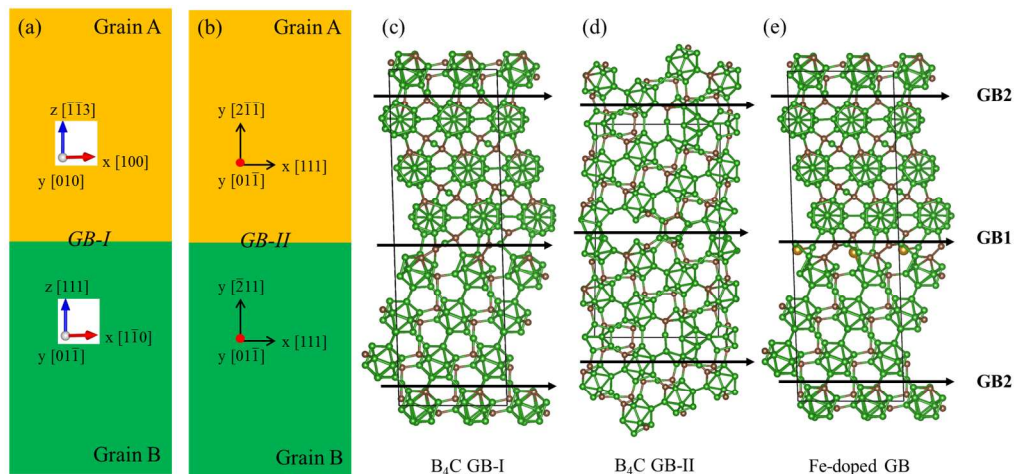 (a) Grain A
z [1̅1̅3]
x [100]
y [010]
GB-I
z [111]
x [11̅0]
y [011̅]
Grain B
(b) Grain A
y [21̅1̅]
x [111]
y [011̅]
GB-II
y [2̅11]
x [111]
y [011̅]
(c)
B₄C GB-I
(d)
B₄C GB-II
(e)
GB2
GB1
GB2
Fe-doped GB